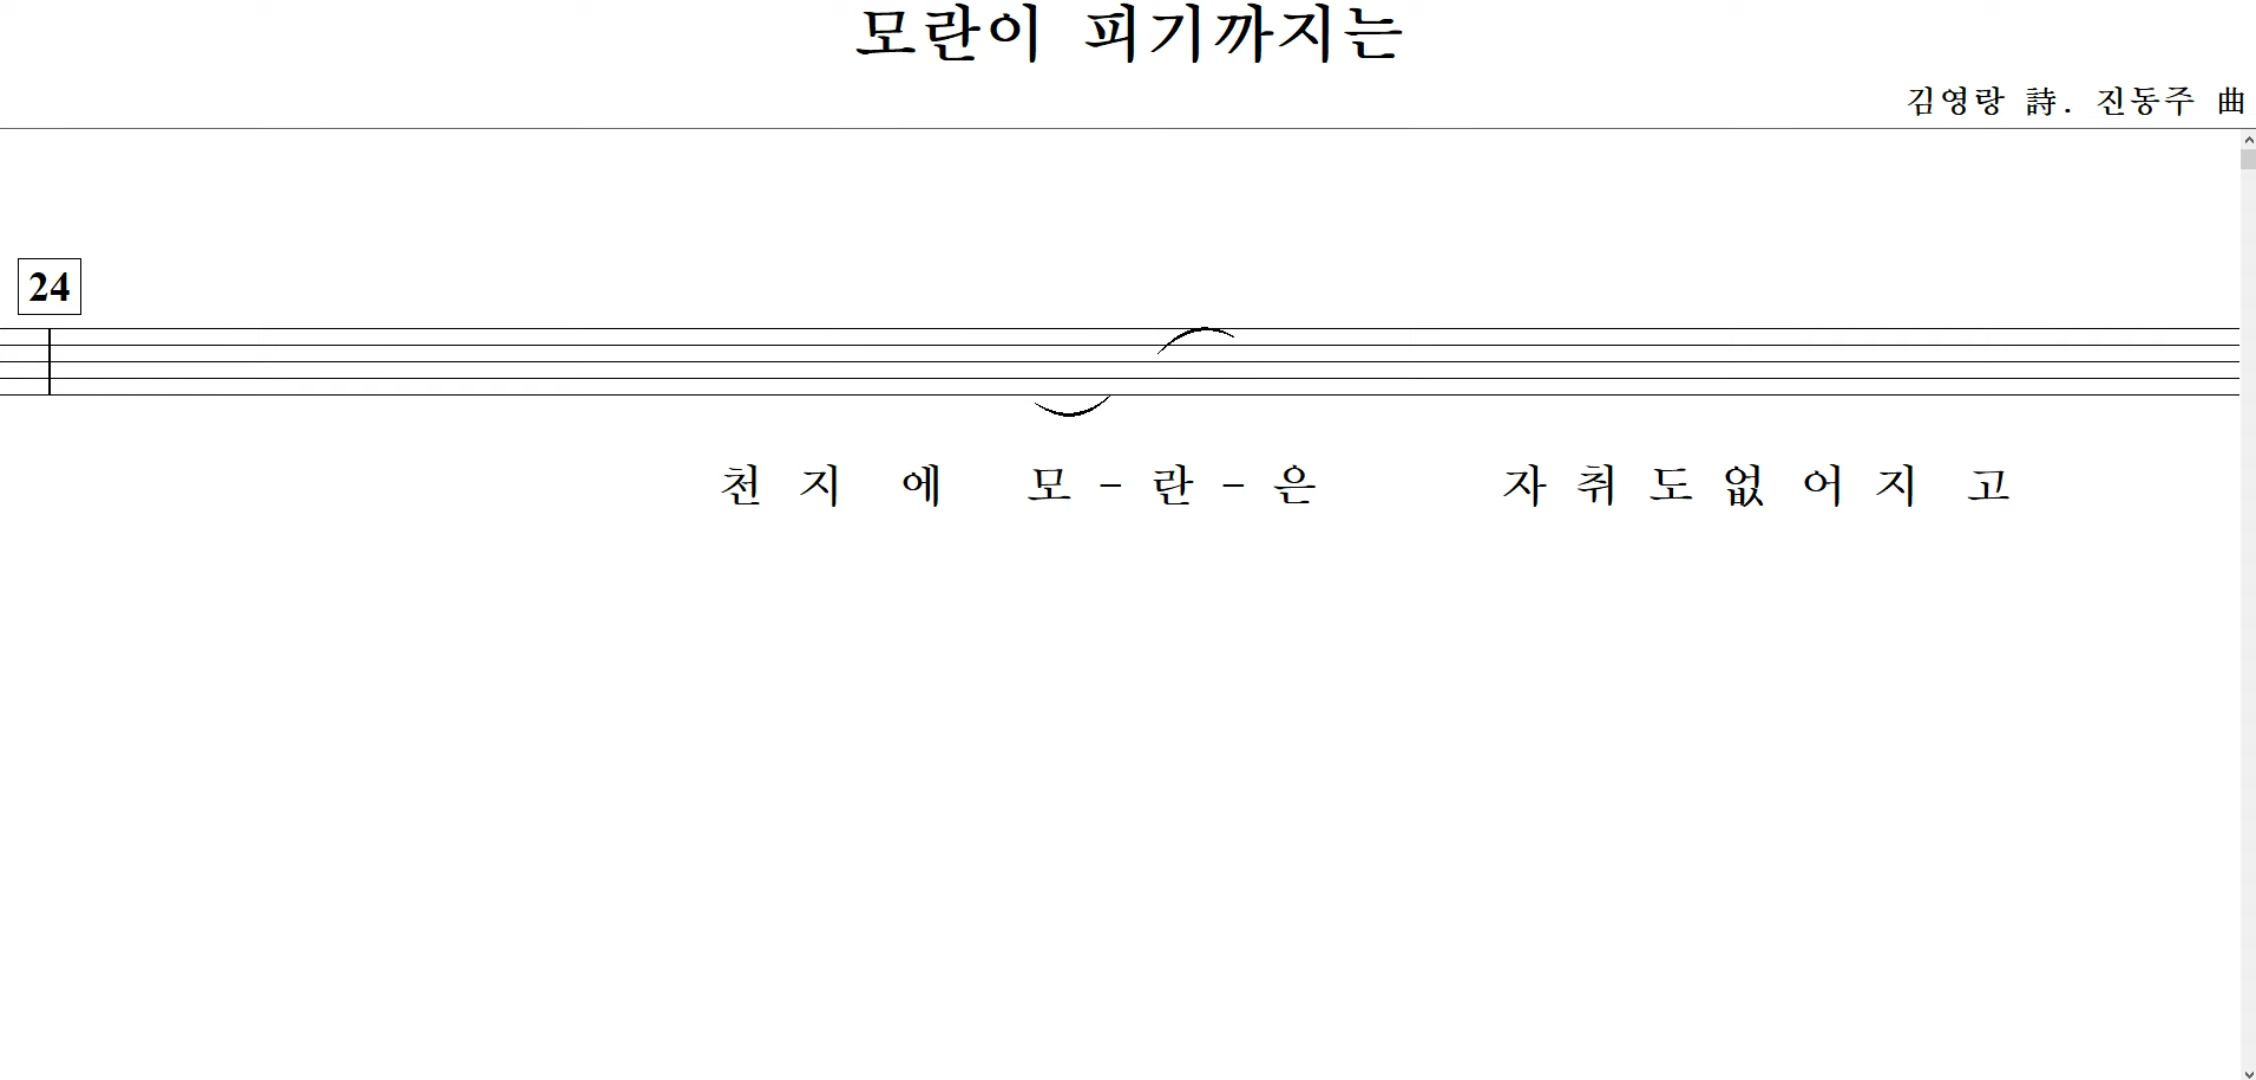 모란이 피기까지는
김영랑 詩. 진동주 曲
24
천 지 에 모 - 란 - 은 자 취 도 없 어 지 고